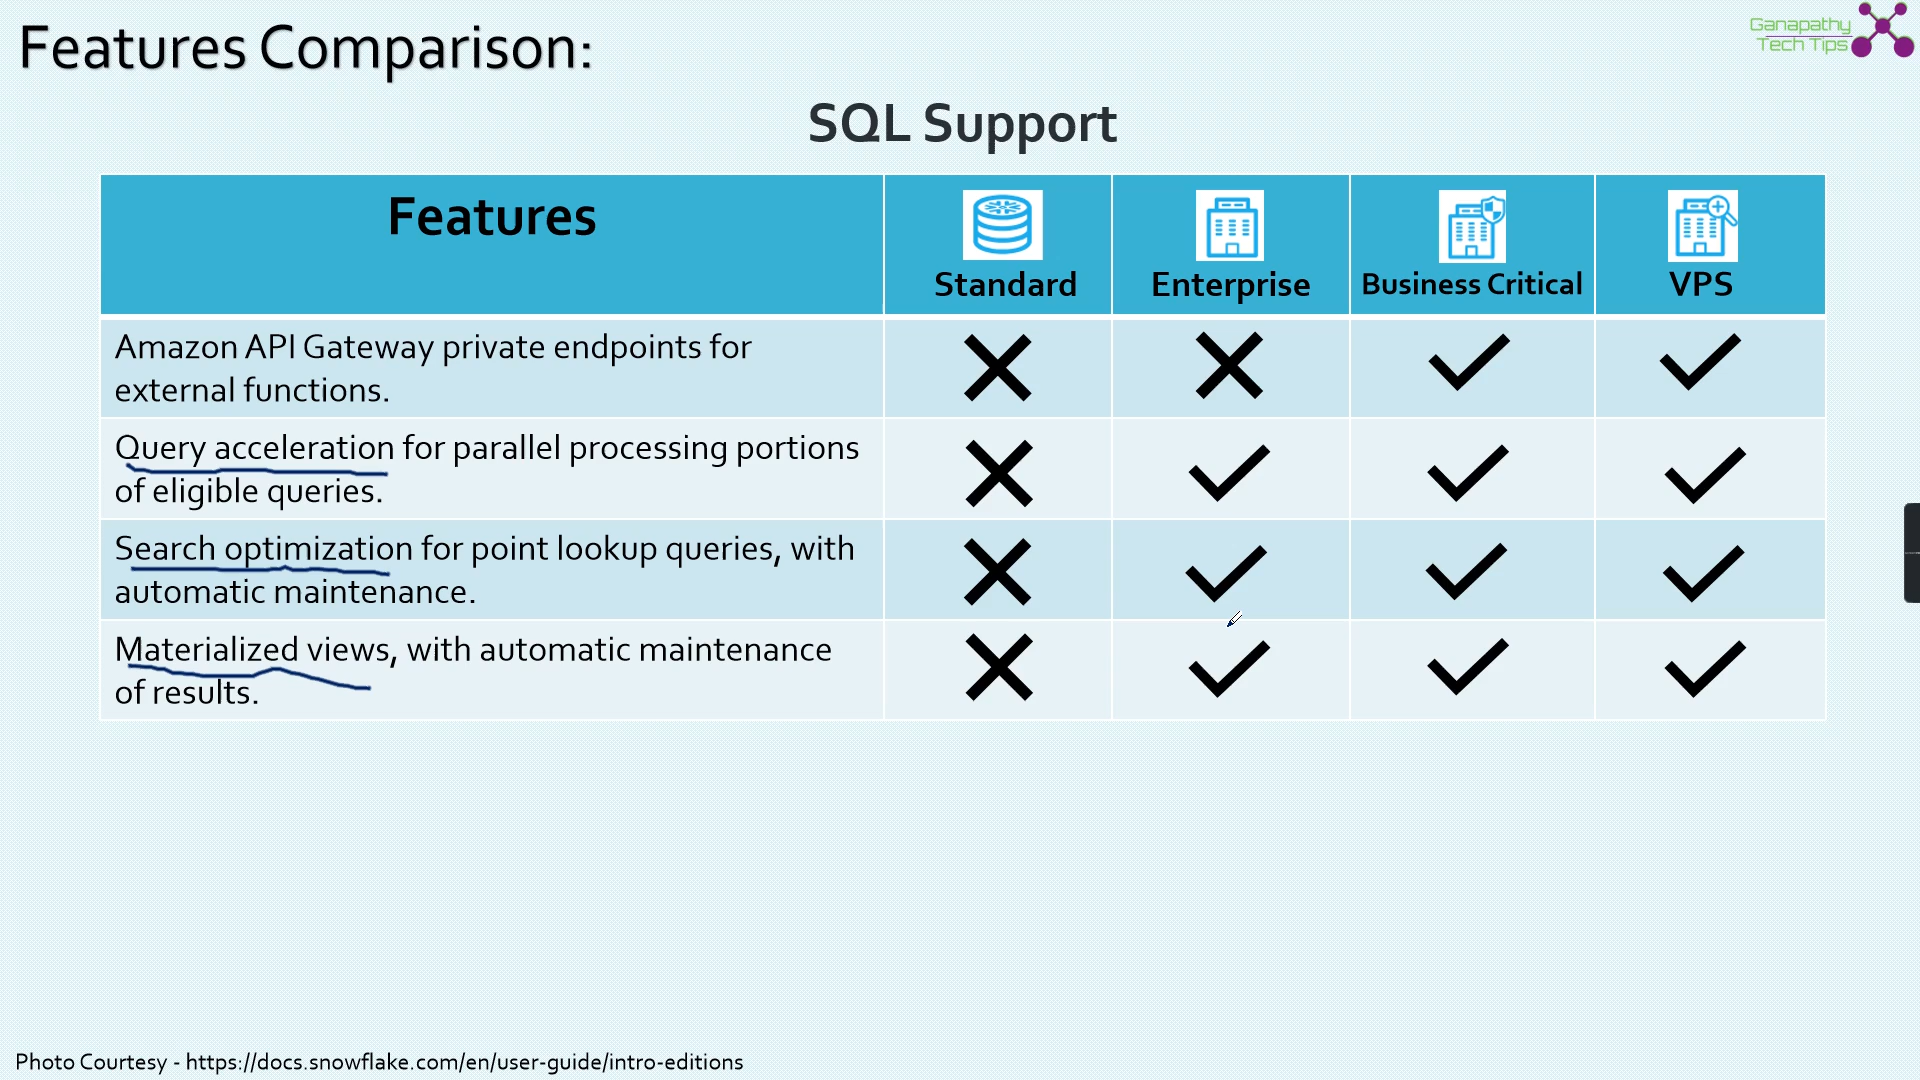 Features Comparison:
Ganapathy
Tech Tips
SQL Support
Features
Standard
Enterprise
Business Critical
VPS
Amazon API Gateway private endpoints for
external functions.
Query acceleration for parallel processing portions
of eligible queries.
Search optimization for point lookup queries, with
automatic maintenance.
Materialized views, with automatic maintenance
of results.
Photo Courtesy - https://docs.snowflake.com/en/user-guide/intro-editions